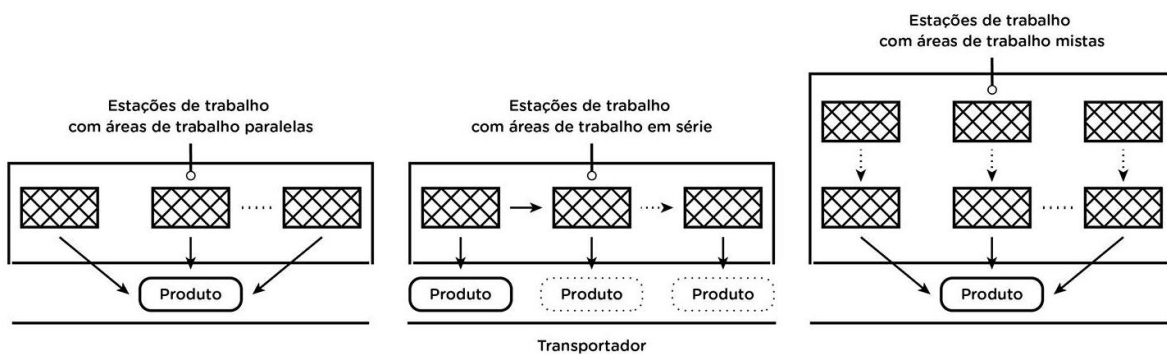 Estações de trabalho
com áreas de trabalho paralelas
Produto
Estações de trabalho
com áreas de trabalho em série
Produto
Produto
Produto
Transportador
Estações de trabalho
com áreas de trabalho mistas
Produto